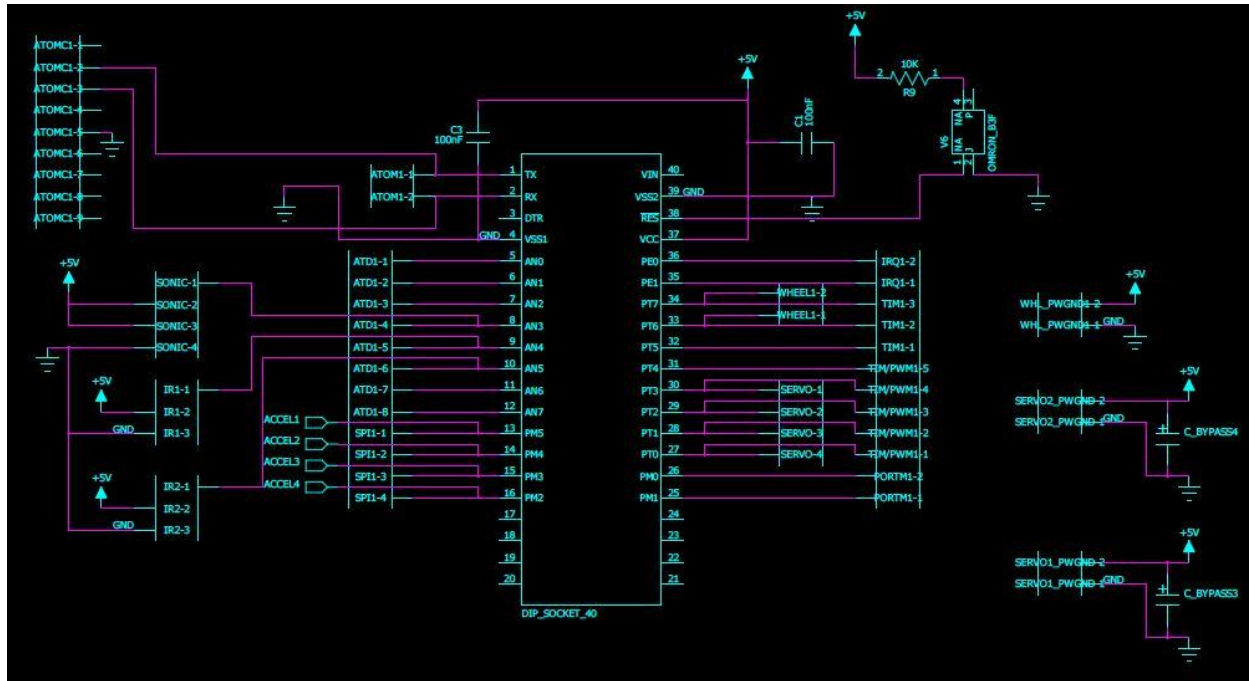 ATOMC1-1
ATOMC1-2
ATOMC1-3
ATOMC1-4
ATOMC1-5
ATOMC1-6
ATOMC1-7
ATOMC1-8
ATOMC1-9
C3
100nF
+5V
C1
100nF
+5V
2
10K
1
R9
4
3
NA
P
V6
NA
J
1
2
OMRON_B3F
ATOM1-1
ATOM1-2
1
TX
2
RX
3
DTR
GND
4
VSS1
5
AN0
6
AN1
7
AN2
8
AN3
9
AN4
10
AN5
11
AN6
12
AN7
13
PM5
14
PM4
15
PM3
16
PM2
17
18
19
20
VIN
40
VSS2
39
GND
RES
38
VCC
37
PE0
36
PE1
35
PT7
34
PT6
33
PT5
32
PT4
31
PT3
30
PT2
29
PT1
28
PT0
27
PM0
26
PM1
25
24
23
22
21
DIP_SOCKET_40
+5V
SONIC-1
SONIC-2
SONIC-3
SONIC-4
+5V
IR1-1
IR1-2
GND
IR1-3
+5V
IR2-1
IR2-2
GND
IR2-3
ACCEL1
ACCEL2
ACCEL3
ACCEL4
ATD1-1
ATD1-2
ATD1-3
ATD1-4
ATD1-5
ATD1-6
ATD1-7
ATD1-8
SPI1-1
SPI1-2
SPI1-3
SPI1-4
WHEEL1-2
WHEEL1-1
SERVO-1
SERVO-2
SERVO-3
SERVO-4
IRQ1-2
IRQ1-1
TIM1-3
TIM1-2
TIM1-1
TIM/PWM1-5
TIM/PWM1-4
TIM/PWM1-3
TIM/PWM1-2
TIM/PWM1-1
PORTM1-2
PORTM1-1
+5V
WHL_PWGND1-2
WHL_PWGND1-1
GND
+5V
SERVO2_PWGND-2
SERVO2_PWGND-1
GND
+
C_BYPASS4
+5V
SERVO1_PWGND-2
SERVO1_PWGND-1
GND
+
C_BYPASS3